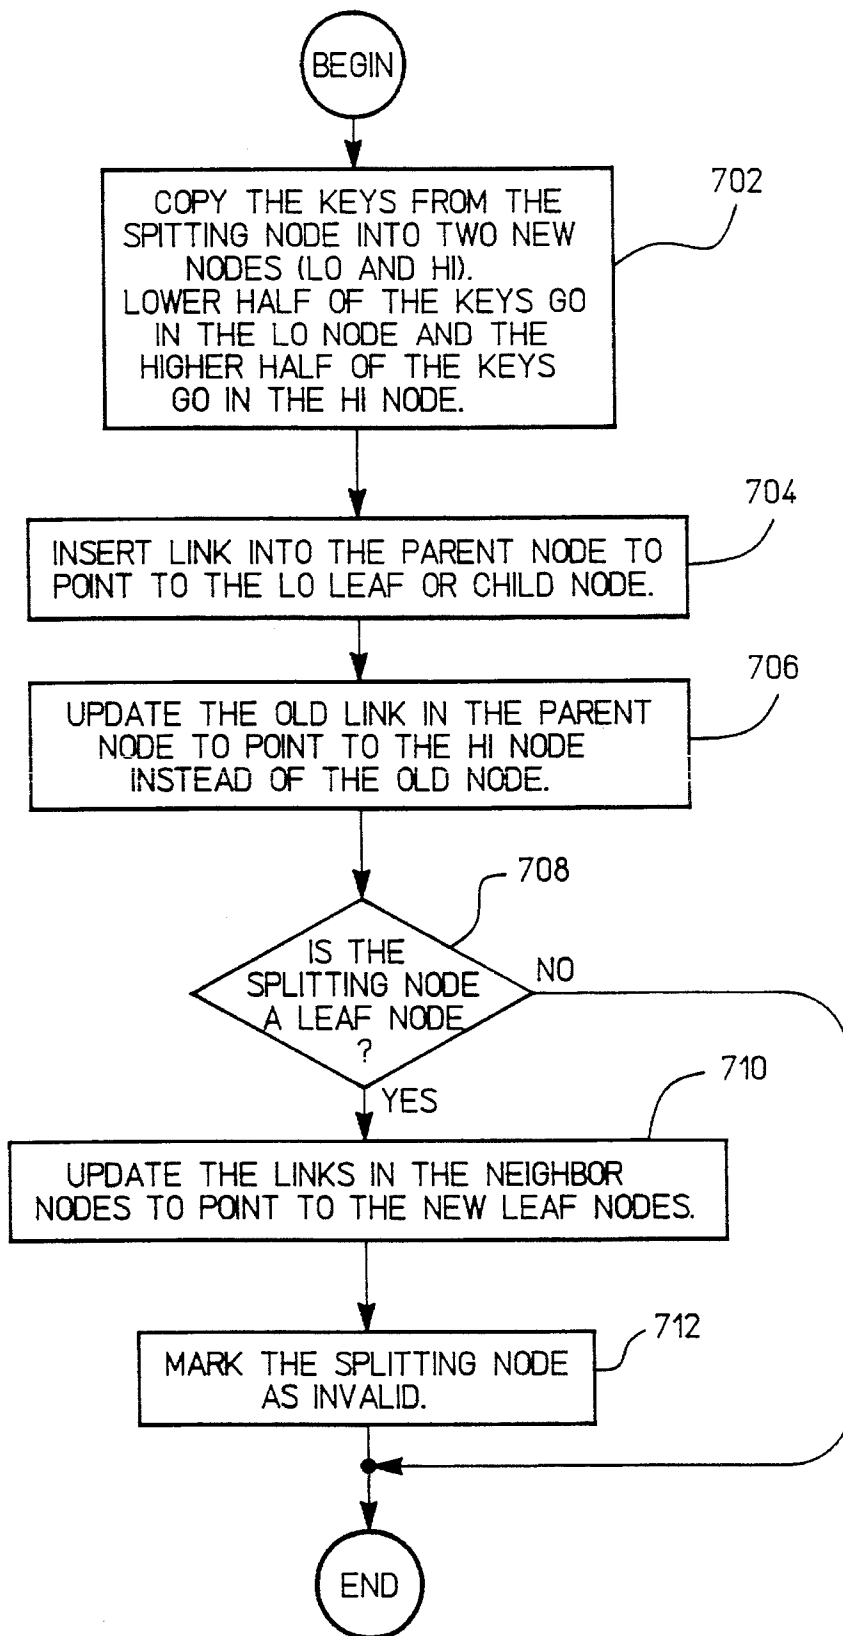 BEGIN
702
COPY THE KEYS FROM THE
SPITTING NODE INTO TWO NEW
NODES (LO AND HI).
LOWER HALF OF THE KEYS GO
IN THE LO NODE AND THE
HIGHER HALF OF THE KEYS
GO IN THE HI NODE.
704
INSERT LINK INTO THE PARENT NODE TO
POINT TO THE LO LEAF OR CHILD NODE.
706
UPDATE THE OLD LINK IN THE PARENT
NODE TO POINT TO THE HI NODE
INSTEAD OF THE OLD NODE.
708
IS THE
SPLITTING NODE
A LEAF NODE
?
NO
YES
710
UPDATE THE LINKS IN THE NEIGHBOR
NODES TO POINT TO THE NEW LEAF NODES.
712
MARK THE SPLITTING NODE
AS INVALID.
END